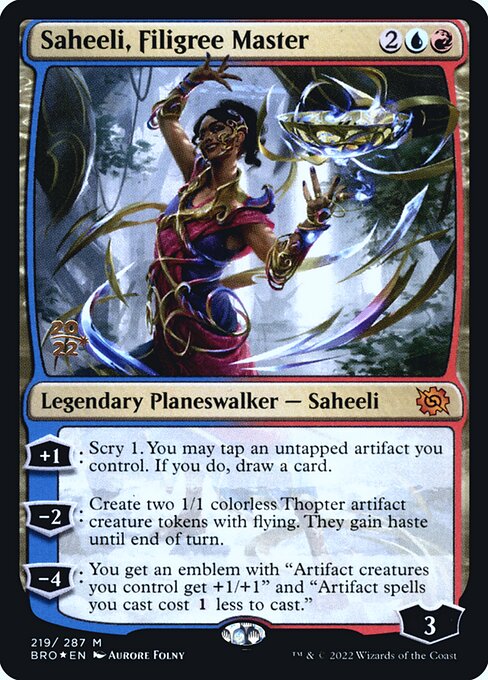 Saheeli, Filigree Master 2
20
22
Legendary Planeswalker — Saheeli
+1 : Scry 1. You may tap an untapped artifact you
control. If you do, draw a card.
−2 : Create two 1/1 colorless Thopter artifact
creature tokens with flying. They gain haste
until end of turn.
−4 : You get an emblem with “Artifact creatures
you control get +1/+1” and “Artifact spells
you cast cost 1 less to cast.”
3
219/ 287 M
BRO★EN Aurore Folny
™ & © 2022 Wizards of the Coast